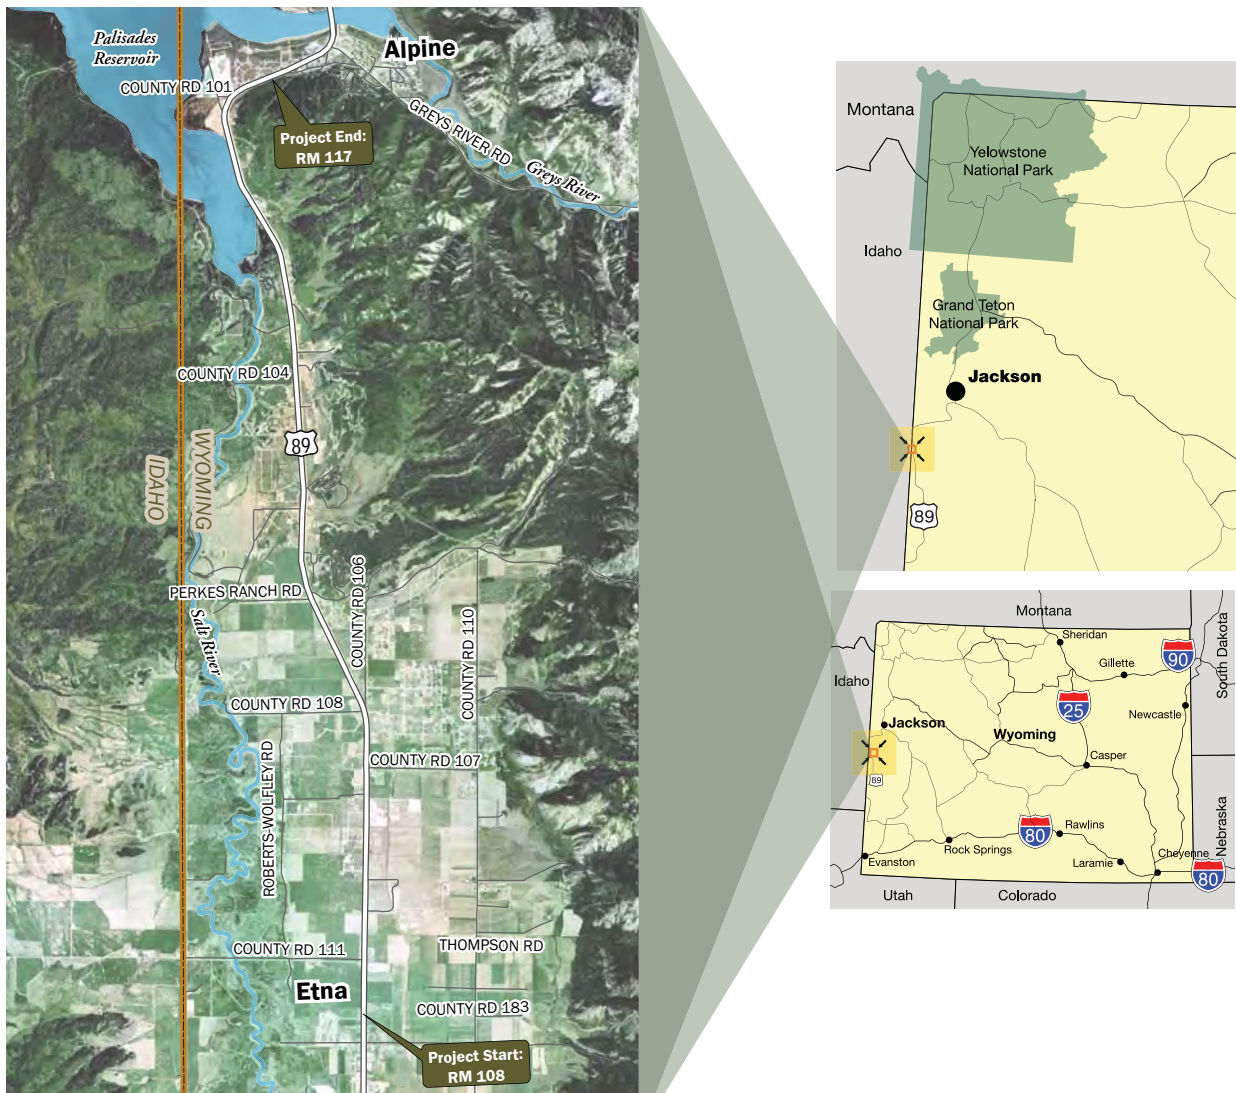 Palisades
Reservoir
Alpine
COUNTY RD 101
Project End:
RM 117
GREYS RIVER RD
Greys River
COUNTY RD 104
89
WYOMING
IDAHO
PERKES RANCH RD
COUNTY RD 106
Salt River
COUNTY RD 110
COUNTY RD 108
COUNTY RD 107
ROBERTS-WOLFLEY RD
COUNTY RD 111
THOMPSON RD
Etna
COUNTY RD 183
Project Start:
RM 108
Montana
Yelowstone
National Park
Idaho
Grand Teton
National Park
Jackson
89
Montana
Sheridan
South Dakota
90
Gillette
Idaho
25
Newcastle
Jackson
Wyoming
Casper
89
Nebraska
80
Rawlins
Rock Springs
Cheyenne
Evanston
Laramie
80
Utah
Colorado